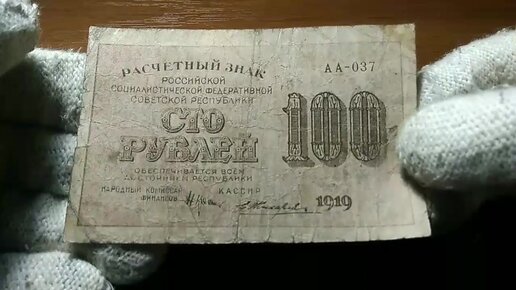 РАСЧЕТНЫЙ ЗНАК
АА-037
РОССИЙСКОЙ
СОЦИАЛИСТИЧЕСКОЙ ФЕДЕРАТИВНОЙ
СОВЕТСКОЙ РЕСПУБЛИКИ
СТО
РУБЛЕЙ
100
ОБЕСПЕЧИВАЕТСЯ ВСЕМ
ДОСТОЯНИЕМ РЕСПУБЛИКИ
НАРОДНЫЙ КОМИССАР
ФИНАНСОВ
КАССИР
1919